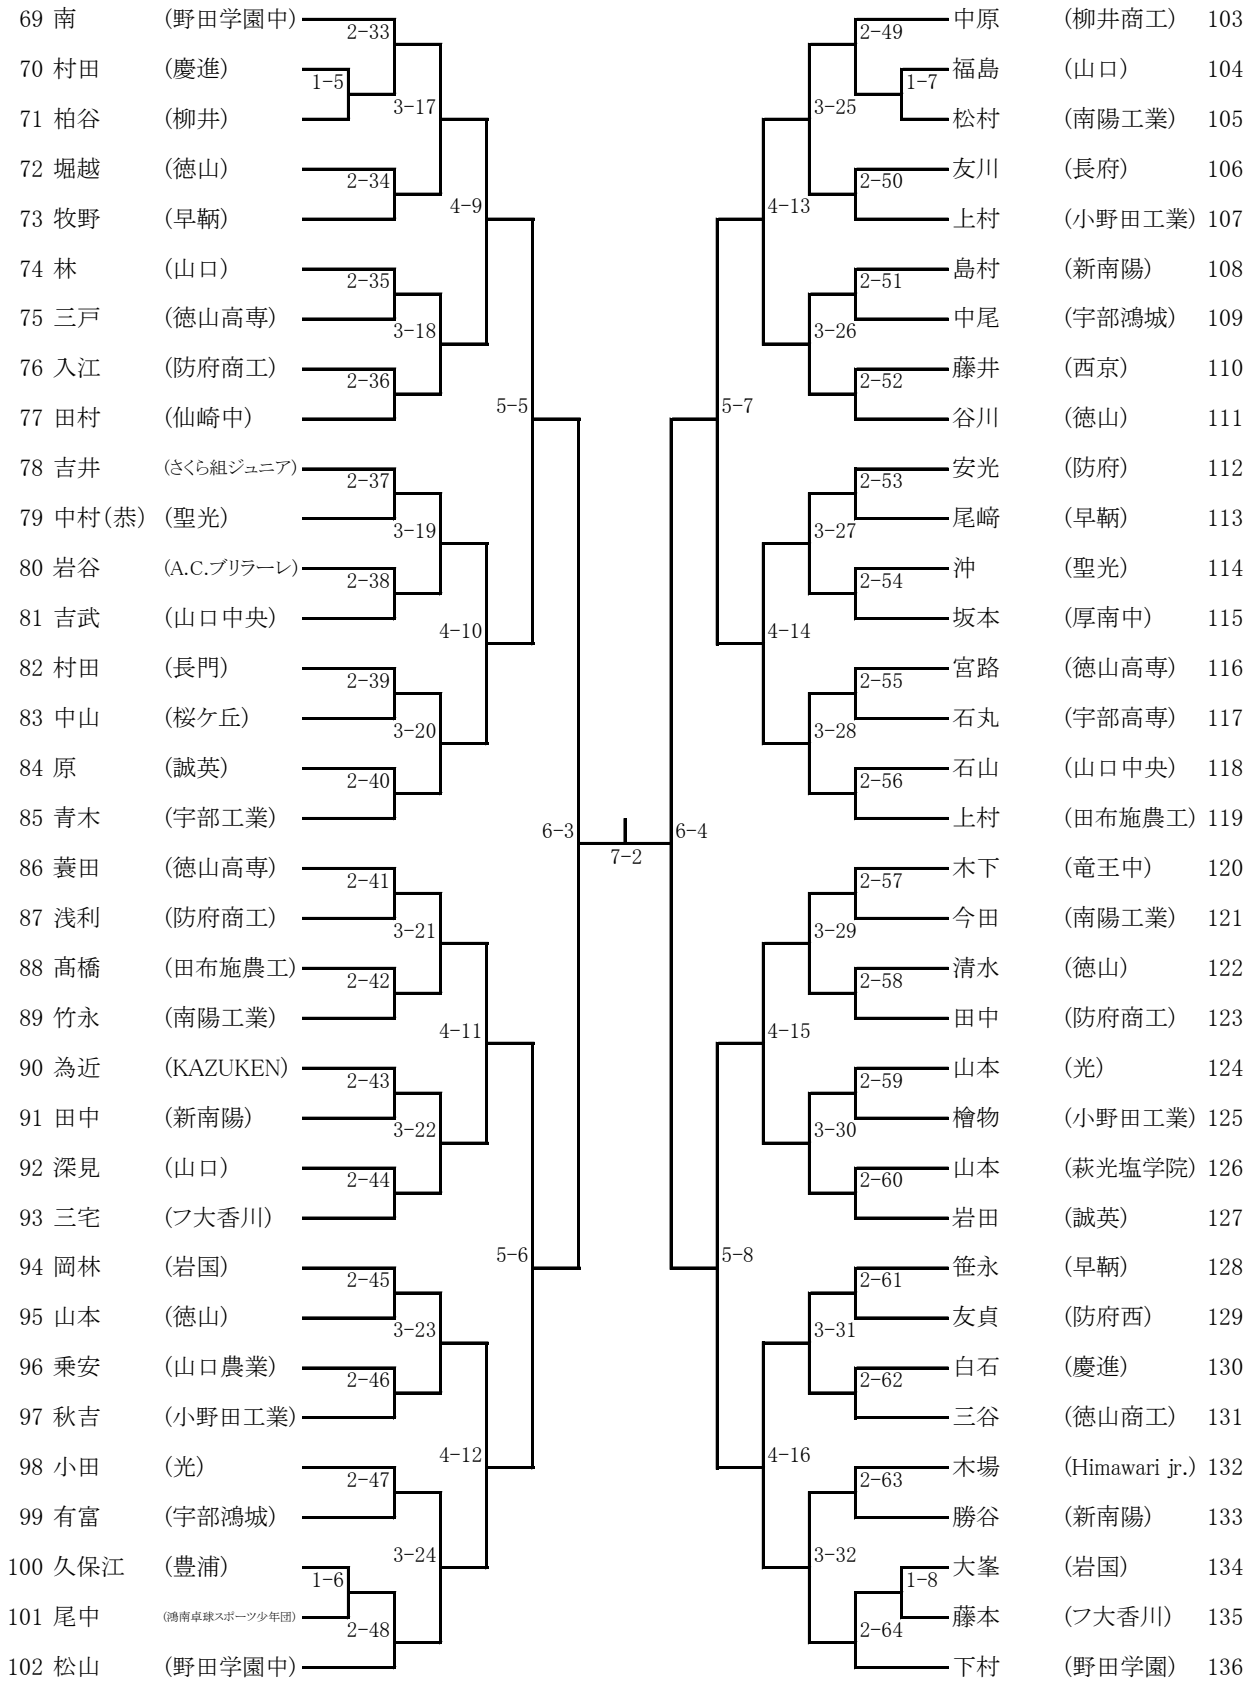 69 南 (野田学園中)
2-33
70 村田 (慶進)
1-5
3-17
71 柏谷 (柳井)
72 堀越 (徳山)
2-34
4-9
73 牧野 (早鞆)
74 林 (山口)
2-35
75 三戸 (徳山高専)
3-18
76 入江 (防府商工)
2-36
5-5
77 田村 (仙崎中)
78 吉井 (さくら組ジュニア)
2-37
79 中村(恭) (聖光)
3-19
80 岩谷 (A.C.ブリラーレ)
2-38
81 吉武 (山口中央)
4-10
82 村田 (長門)
2-39
83 中山 (桜ケ丘)
3-20
84 原 (誠英)
2-40
85 青木 (宇部工業)
6-3
7-2
86 蓑田 (徳山高専)
2-41
87 浅利 (防府商工)
3-21
88 髙橋 (田布施農工)
2-42
89 竹永 (南陽工業)
4-11
90 為近 (KAZUKEN)
2-43
91 田中 (新南陽)
3-22
92 深見 (山口)
2-44
93 三宅 (フ大香川)
5-6
94 岡林 (岩国)
2-45
95 山本 (徳山)
3-23
96 乗安 (山口農業)
2-46
97 秋吉 (小野田工業)
4-12
98 小田 (光)
2-47
99 有富 (宇部鴻城)
3-24
100 久保江 (豊浦)
1-6
101 尾中 (鴻南卓球スポーツ少年団)
2-48
102 松山 (野田学園中)
中原 (柳井商工) 103
2-49
福島 (山口) 104
1-7
3-25
松村 (南陽工業) 105
友川 (長府) 106
2-50
4-13
上村 (小野田工業) 107
島村 (新南陽) 108
2-51
中尾 (宇部鴻城) 109
3-26
藤井 (西京) 110
2-52
5-7
谷川 (徳山) 111
安光 (防府) 112
2-53
尾﨑 (早鞆) 113
3-27
沖 (聖光) 114
2-54
坂本 (厚南中) 115
4-14
宮路 (徳山高専) 116
2-55
石丸 (宇部高専) 117
3-28
石山 (山口中央) 118
2-56
上村 (田布施農工) 119
6-4
木下 (竜王中) 120
2-57
今田 (南陽工業) 121
3-29
清水 (徳山) 122
2-58
田中 (防府商工) 123
4-15
山本 (光) 124
2-59
檜物 (小野田工業) 125
3-30
山本 (萩光塩学院) 126
2-60
岩田 (誠英) 127
5-8
笹永 (早鞆) 128
2-61
友貞 (防府西) 129
3-31
白石 (慶進) 130
2-62
三谷 (徳山商工) 131
4-16
木場 (Himawari jr.) 132
2-63
勝谷 (新南陽) 133
3-32
大峯 (岩国) 134
1-8
藤本 (フ大香川) 135
2-64
下村 (野田学園) 136